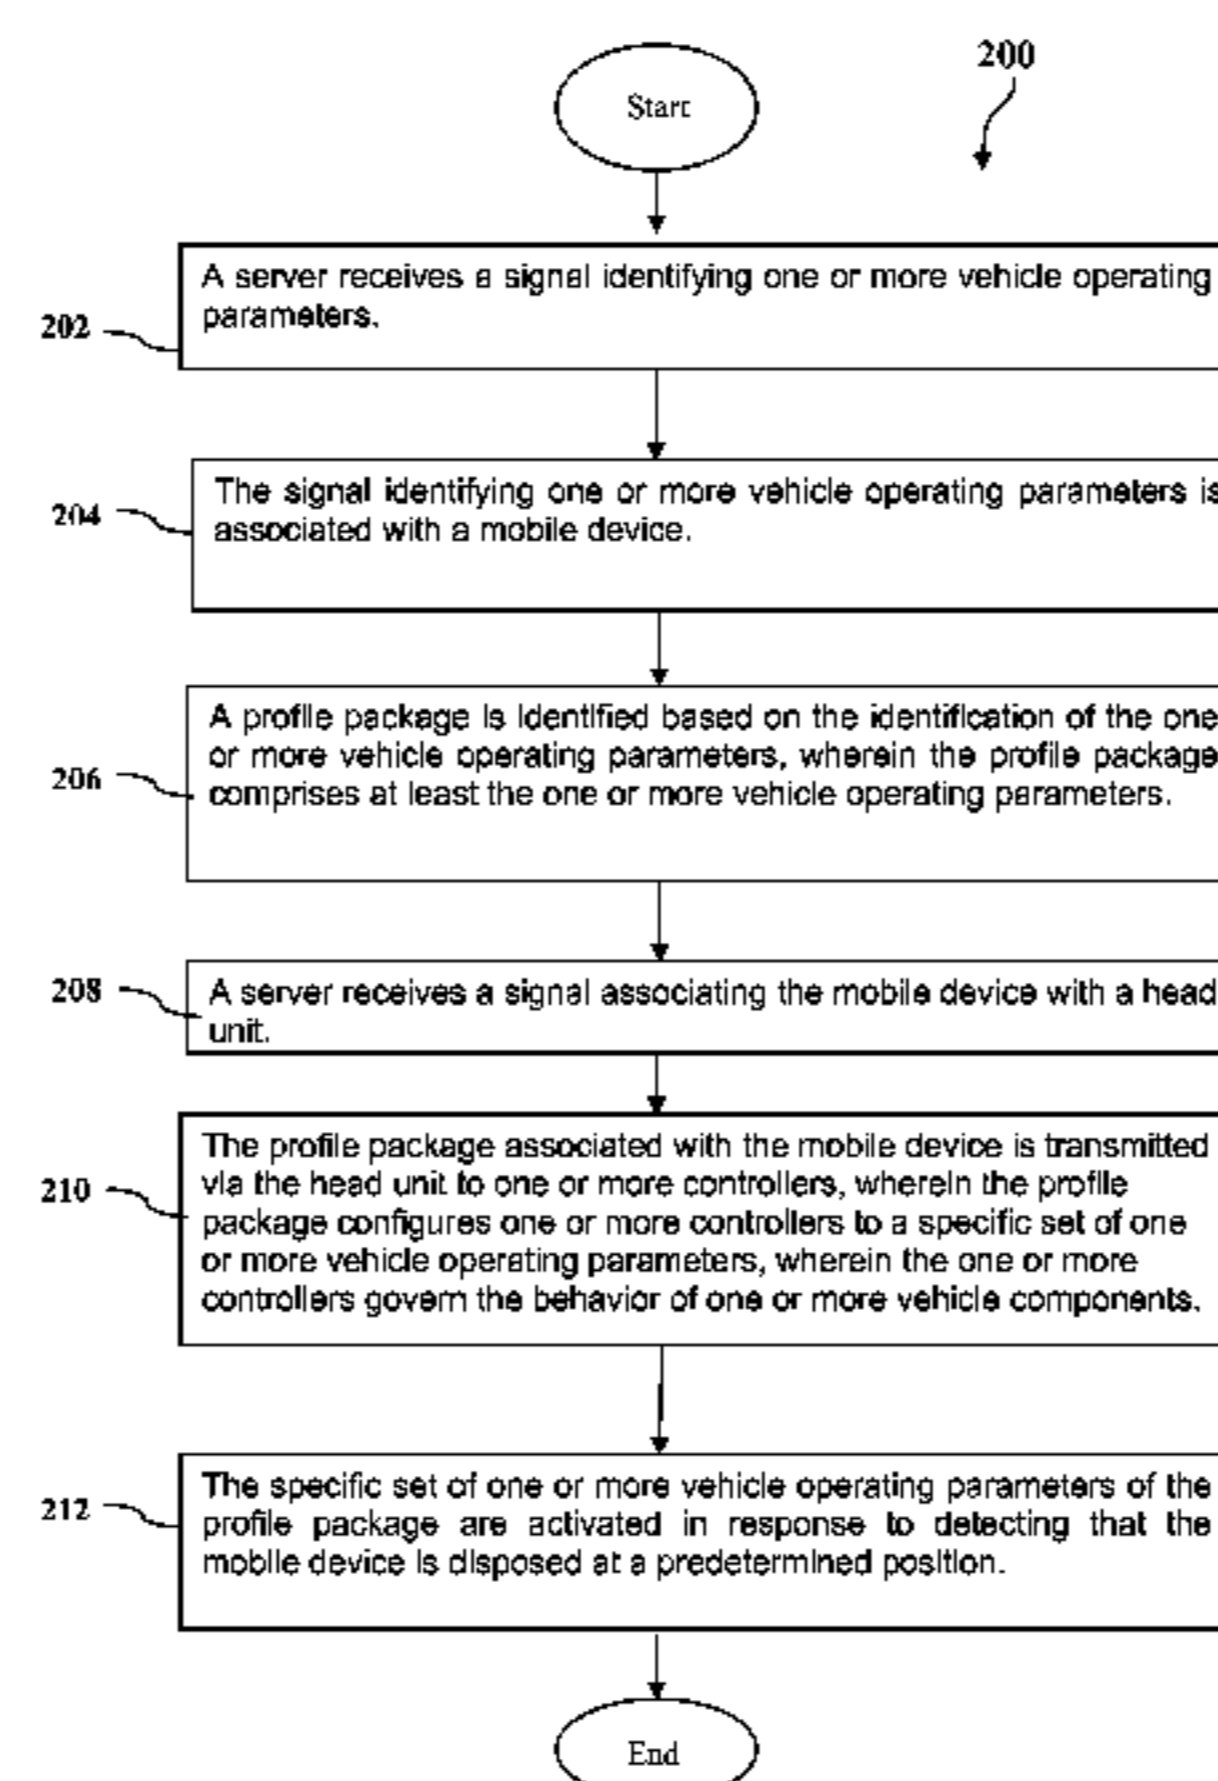 Start
200
202
A server receives a signal identifying one or more vehicle operating
parameters.
204
The signal identifying one or more vehicle operating parameters is
associated with a mobile device.
206
A profile package is identified based on the identification of the one
or more vehicle operating parameters, wherein the profile package
comprises at least the one or more vehicle operating parameters.
208
A server receives a signal associating the mobile device with a head
unit.
210
The profile package associated with the mobile device is transmitted
via the head unit to one or more controllers, wherein the profile
package configures one or more controllers to a specific set of one
or more vehicle operating parameters, wherein the one or more
controllers govern the behavior of one or more vehicle components.
212
The specific set of one or more vehicle operating parameters of the
profile package are activated in response to detecting that the
mobile device is disposed at a predetermined position.
End